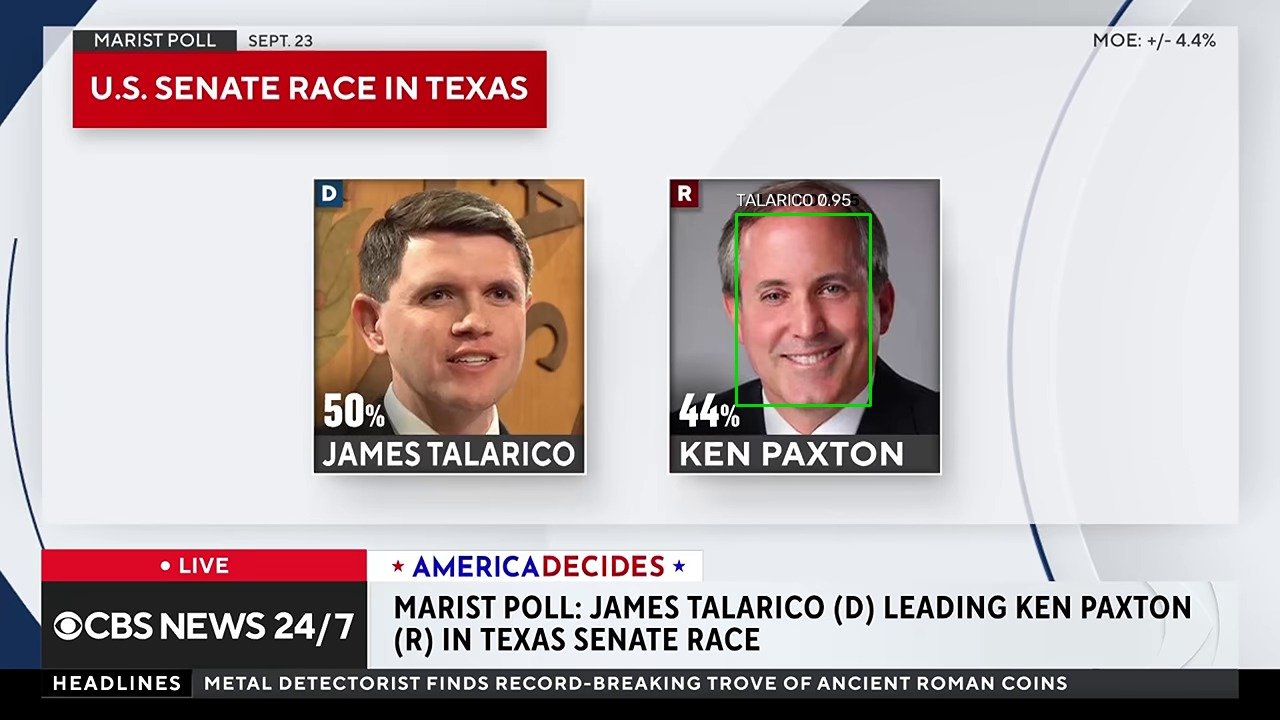 MARIST POLL SEPT. 23
MOE: +/- 4.4%
U.S. SENATE RACE IN TEXAS
D
R
TALARICO 0.95
50%
44%
JAMES TALARICO
KEN PAXTON
• LIVE
★ AMERICADECIDES ★
CBS NEWS 24/7
MARIST POLL: JAMES TALARICO (D) LEADING KEN PAXTON
(R) IN TEXAS SENATE RACE
HEADLINES METAL DETECTORIST FINDS RECORD-BREAKING TROVE OF ANCIENT ROMAN COINS